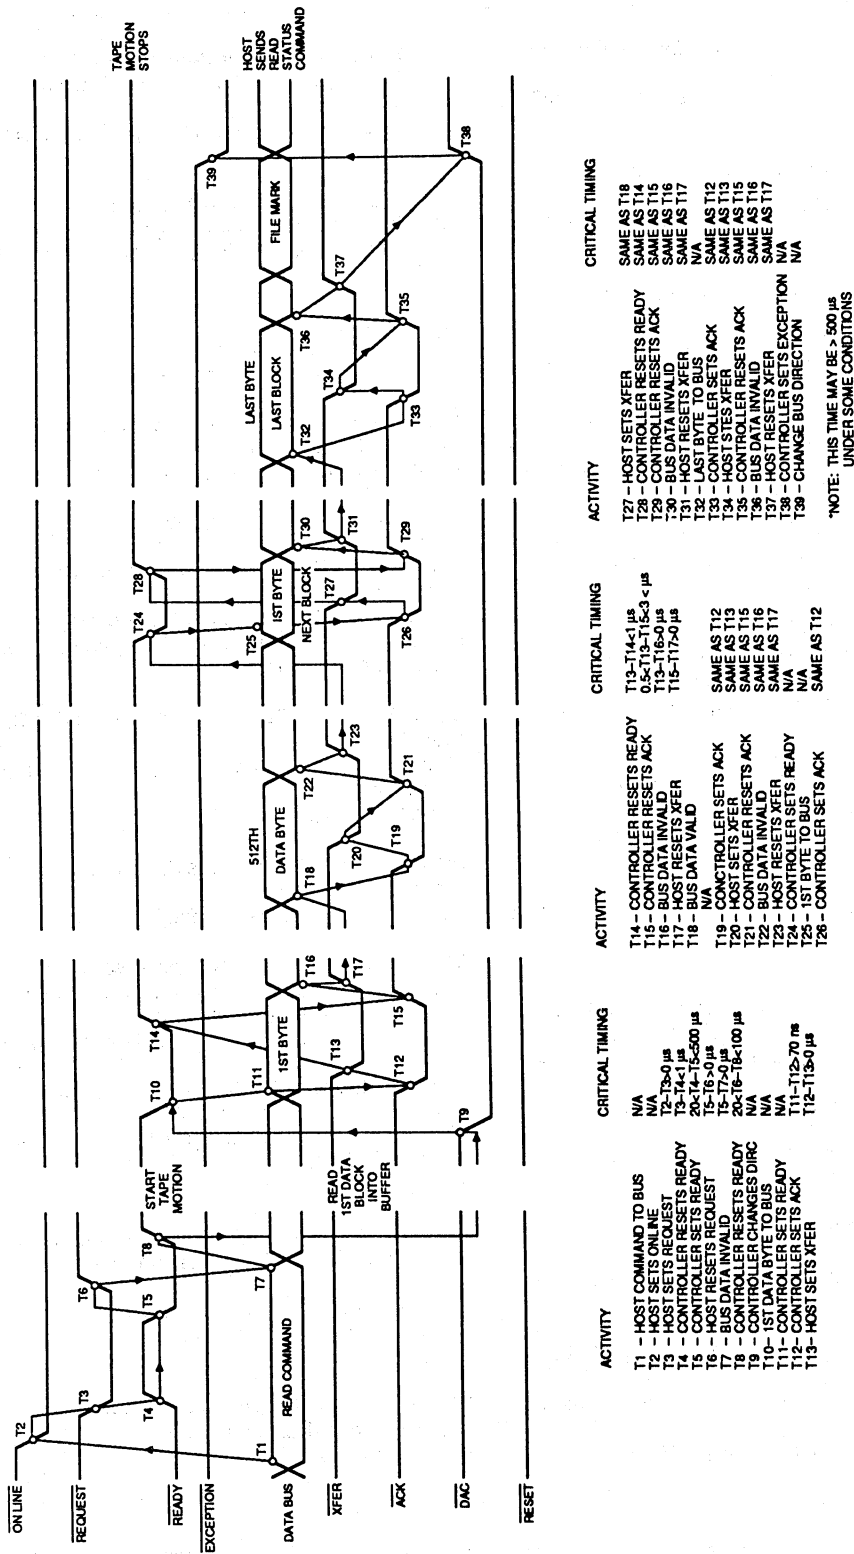 ON LINE
REQUEST
READY
EXCEPTION
DATA BUS
XFER
ACK
DAC
RESET
T2
T3
T6
T4
T5
T8
T1
READ COMMAND
T7
START
TAPE
MOTION
READ
1ST DATA
BLOCK
INTO
BUFFER
T9
T10
T14
T11
1ST BYTE
T16
T13
T17
T12
T15
512TH
DATA BYTE
T18
T22
T20
T23
T19
T21
T24
T28
T25
1ST BYTE
NEXT BLOCK
T30
T27
T31
T26
T29
LAST BYTE
LAST BLOCK
T32
T36
T34
T37
T33
T35
FILE MARK
T39
T38
TAPE
MOTION
STOPS
HOST
SENDS
READ
STATUS
COMMAND
ACTIVITY CRITICAL TIMING
T1 – HOST COMMAND TO BUS N/A
T2 – HOST SETS ONLINE N/A
T3 – HOST SETS REQUEST T2–T3>0 µs
T4 – CONTROLLER RESETS READY T3–T4<1 µs
T5 – CONTROLLER SETS READY 20<T4–T5<500 µs
T6 – HOST RESETS REQUEST T5–T6 >0 µs
T7 – BUS DATA INVALID T5–T7>0 µs
T8 – CONTROLLER RESETS READY 20<T6–T8<100 µs
T9 – CONTROLLER CHANGES DIRC N/A
T10– 1ST DATA BYTE TO BUS N/A
T11– CONTROLLER SETS READY N/A
T12– CONTROLLER SETS ACK T11–T12>70 ns
T13– HOST SETS XFER T12–T13>0 µs
ACTIVITY CRITICAL TIMING
T14 – CONTROLLER RESETS READY T13–T14<1 µs
T15 – CONTROLLER RESETS ACK 0.5<T13–T15<3 < µs
T16 – BUS DATA INVALID T13–T16>0 µs
T17 – HOST RESETS XFER T15–T17>0 µs
T18 – BUS DATA VALID
N/A
T19 – CONCTROLLER SETS ACK SAME AS T12
T20 – HOST SETS XFER SAME AS T13
T21 – CONTROLLER RESETS ACK SAME AS T15
T22 – BUS DATA INVALID SAME AS T16
T23 – HOST RESETS XFER SAME AS T17
T24 – CONTROLLER SETS READY N/A
T25 – 1ST BYTE TO BUS N/A
T26 – CONTROLLER SETS ACK SAME AS T12
ACTIVITY CRITICAL TIMING
T27 – HOST SETS XFER SAME AS T18
T28 – CONTROLLER RESETS READY SAME AS T14
T29 – CONTROLLER RESETS ACK SAME AS T15
T30 – BUS DATA INVALID SAME AS T16
T31 – HOST RESETS XFER SAME AS T17
T32 – LAST BYTE TO BUS N/A
T33 – CONTROLLER SETS ACK SAME AS T12
T34 – HOST STES XFER SAME AS T13
T35 – CONTROLLER RESETS ACK SAME AS T15
T36 – BUS DATA INVALID SAME AS T16
T37 – HOST RESETS XFER SAME AS T17
T38 – CONTROLLER SETS EXCEPTION N/A
T39 – CHANGE BUS DIRECTION N/A
*NOTE: THIS TIME MAY BE > 500 µs
UNDER SOME CONDITIONS